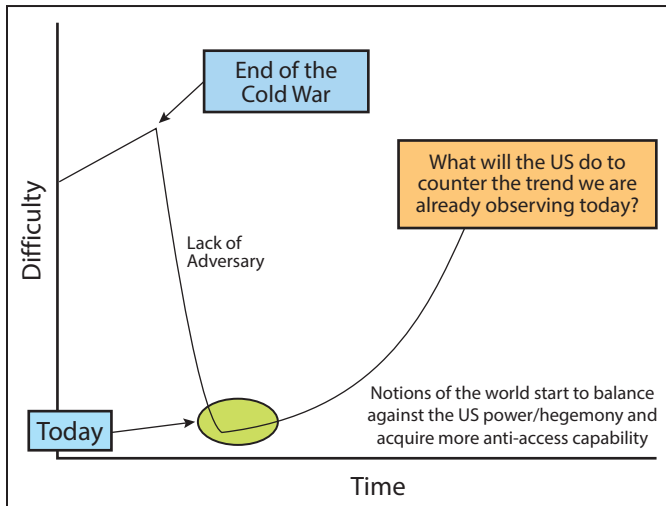 End of the
Cold War
What will the US do to
counter the trend we are
already observing today?
Difficulty
Lack of
Adversary
Notions of the world start to balance
against the US power/hegemony and
acquire more anti-access capability
Today
Time